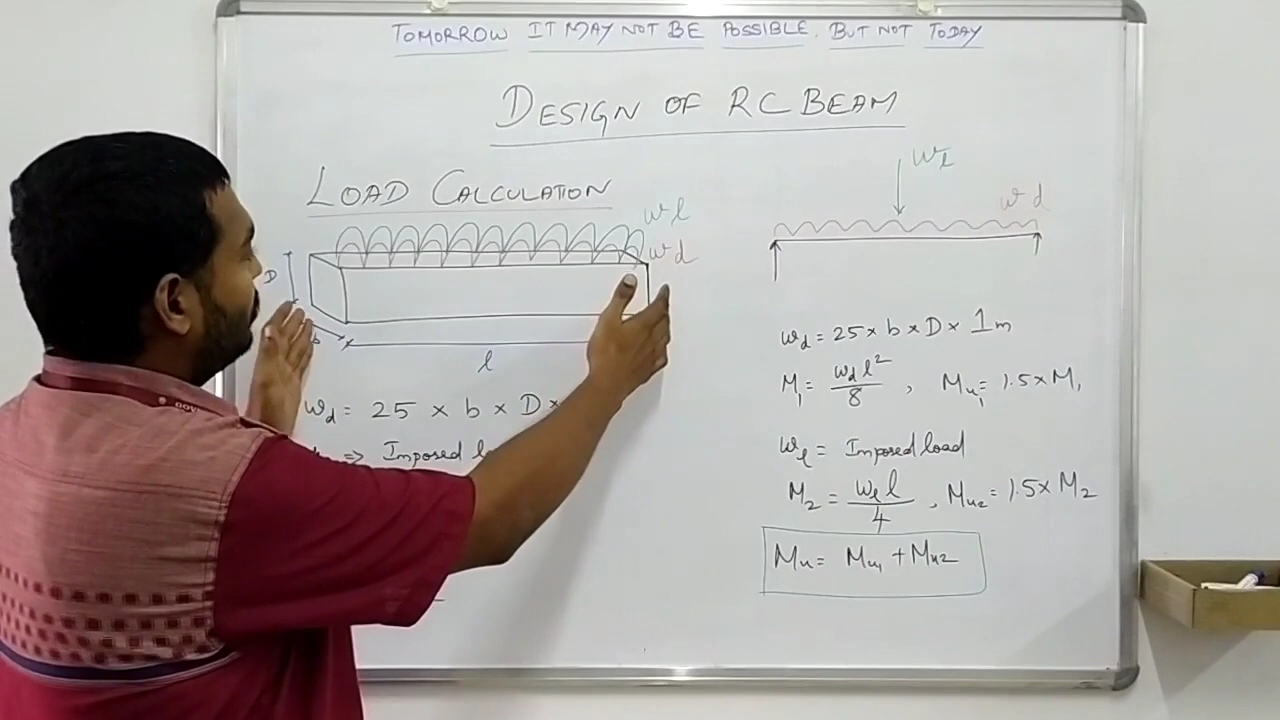 TOMORROW IT MAY NOT BE POSSIBLE. BUT NOT TODAY
DESIGN OF RC BEAM
LOAD CALCULATION
wl
wd
D
b
l
wd = 25 × b × D ×
=> Imposed
Wl
wd
wd = 25 × b × D × 1m
M1 = wd l² / 8 , Mu1 = 1.5 × M1
wl = Imposed load
M2 = wl l / 4 , Mu2 = 1.5 × M2
Mu = Mu1 + Mu2